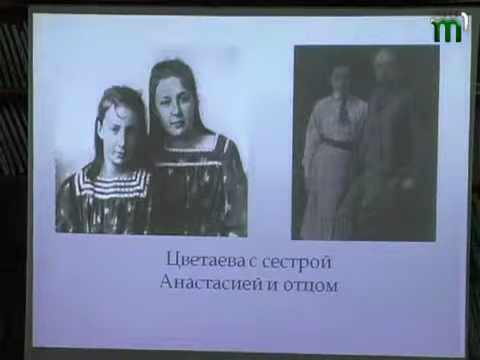 Цветаева с сестрой
Анастасией и отцом